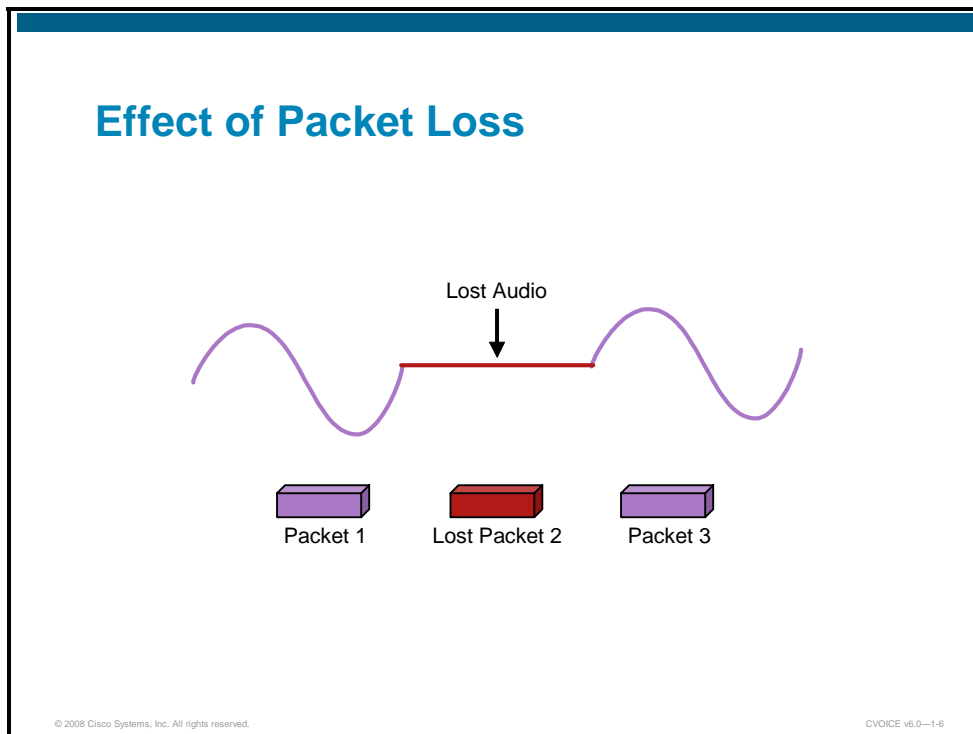 Effect of Packet Loss
Lost Audio
Packet 1
Lost Packet 2
Packet 3
© 2008 Cisco Systems, Inc. All rights reserved.
CVOICE v6.0—1-6